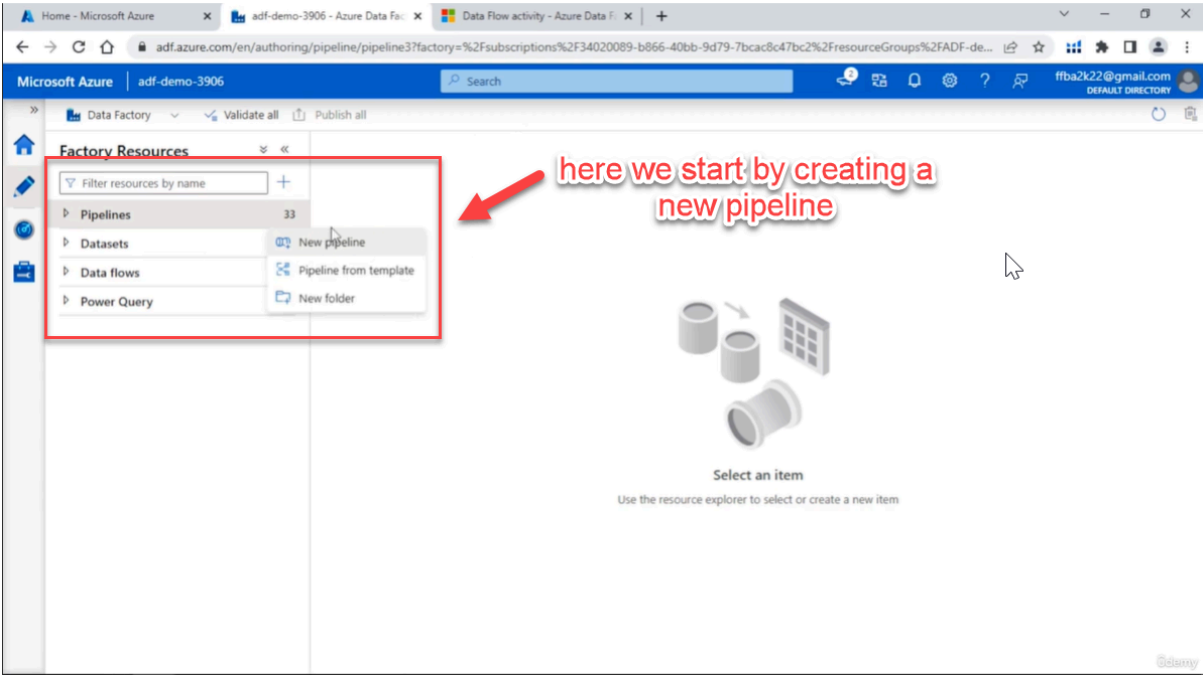 Home - Microsoft Azure
adf-demo-3906 - Azure Data Fac
Data Flow activity - Azure Data F
adf.azure.com/en/authoring/pipeline/pipeline3?factory=%2Fsubscriptions%2F34020089-b866-40bb-9d79-7bcac8c47bc2%2FresourceGroups%2FADF-de...
Microsoft Azure
adf-demo-3906
Search
2
ffba2k22@gmail.com
DEFAULT DIRECTORY
Data Factory
Validate all
Publish all
Factory Resources
here we start by creating a
new pipeline
Filter resources by name
Pipelines 33
Datasets
Data flows
Power Query
New pipeline
Pipeline from template
New folder
Select an item
Use the resource explorer to select or create a new item
ûdemy